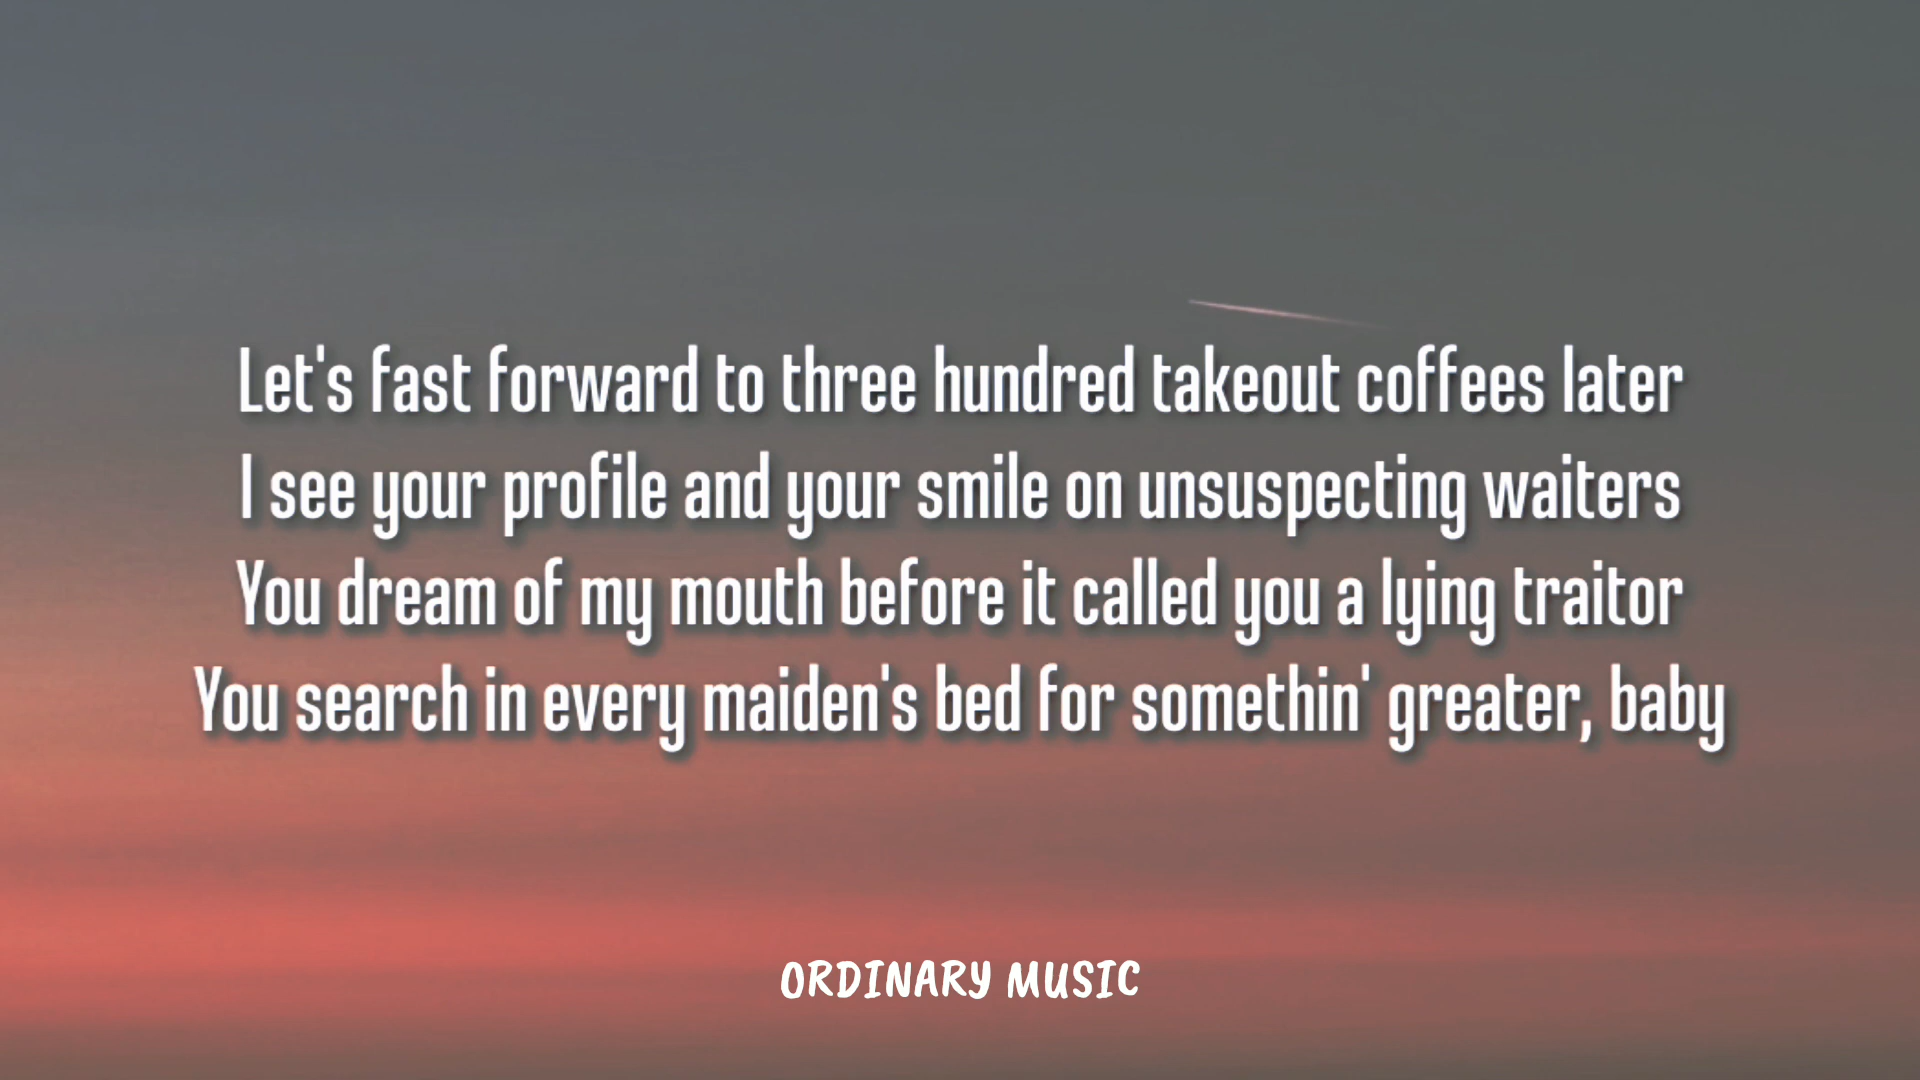 Let's fast forward to three hundred takeout coffees later
I see your profile and your smile on unsuspecting waiters
You dream of my mouth before it called you a lying traitor
You search in every maiden's bed for somethin' greater, baby
ORDINARY MUSIC